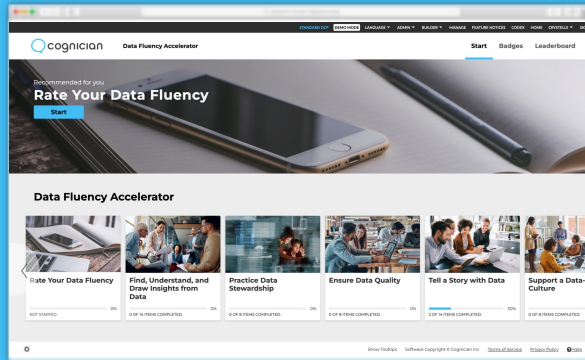 STANDARD DCP DEMO MODE LANGUAGE ▼ ADMIN ▼ BUILDER ▼ MANAGE FEATURE NOTICES CODEX HOME CRYSTELLE ▼
cognician Data Fluency Accelerator Start Badges Leaderboard
Recommended for you
Rate Your Data Fluency
Start
Data Fluency Accelerator
Rate Your Data Fluency
0%
NOT STARTED
Find, Understand, and
Draw Insights from
Data
0%
0 OF 14 ITEMS COMPLETED.
Practice Data
Stewardship
0%
0 OF 8 ITEMS COMPLETED.
Ensure Data Quality
0%
0 OF 8 ITEMS COMPLETED.
Tell a Story with Data
30%
0 OF 14 ITEMS COMPLETED.
Support a Data-
Culture
0 OF 8 ITEMS COMPLETED.
Show Tooltips Software Copyright © Cognician Inc Terms of Service Privacy Policy Help